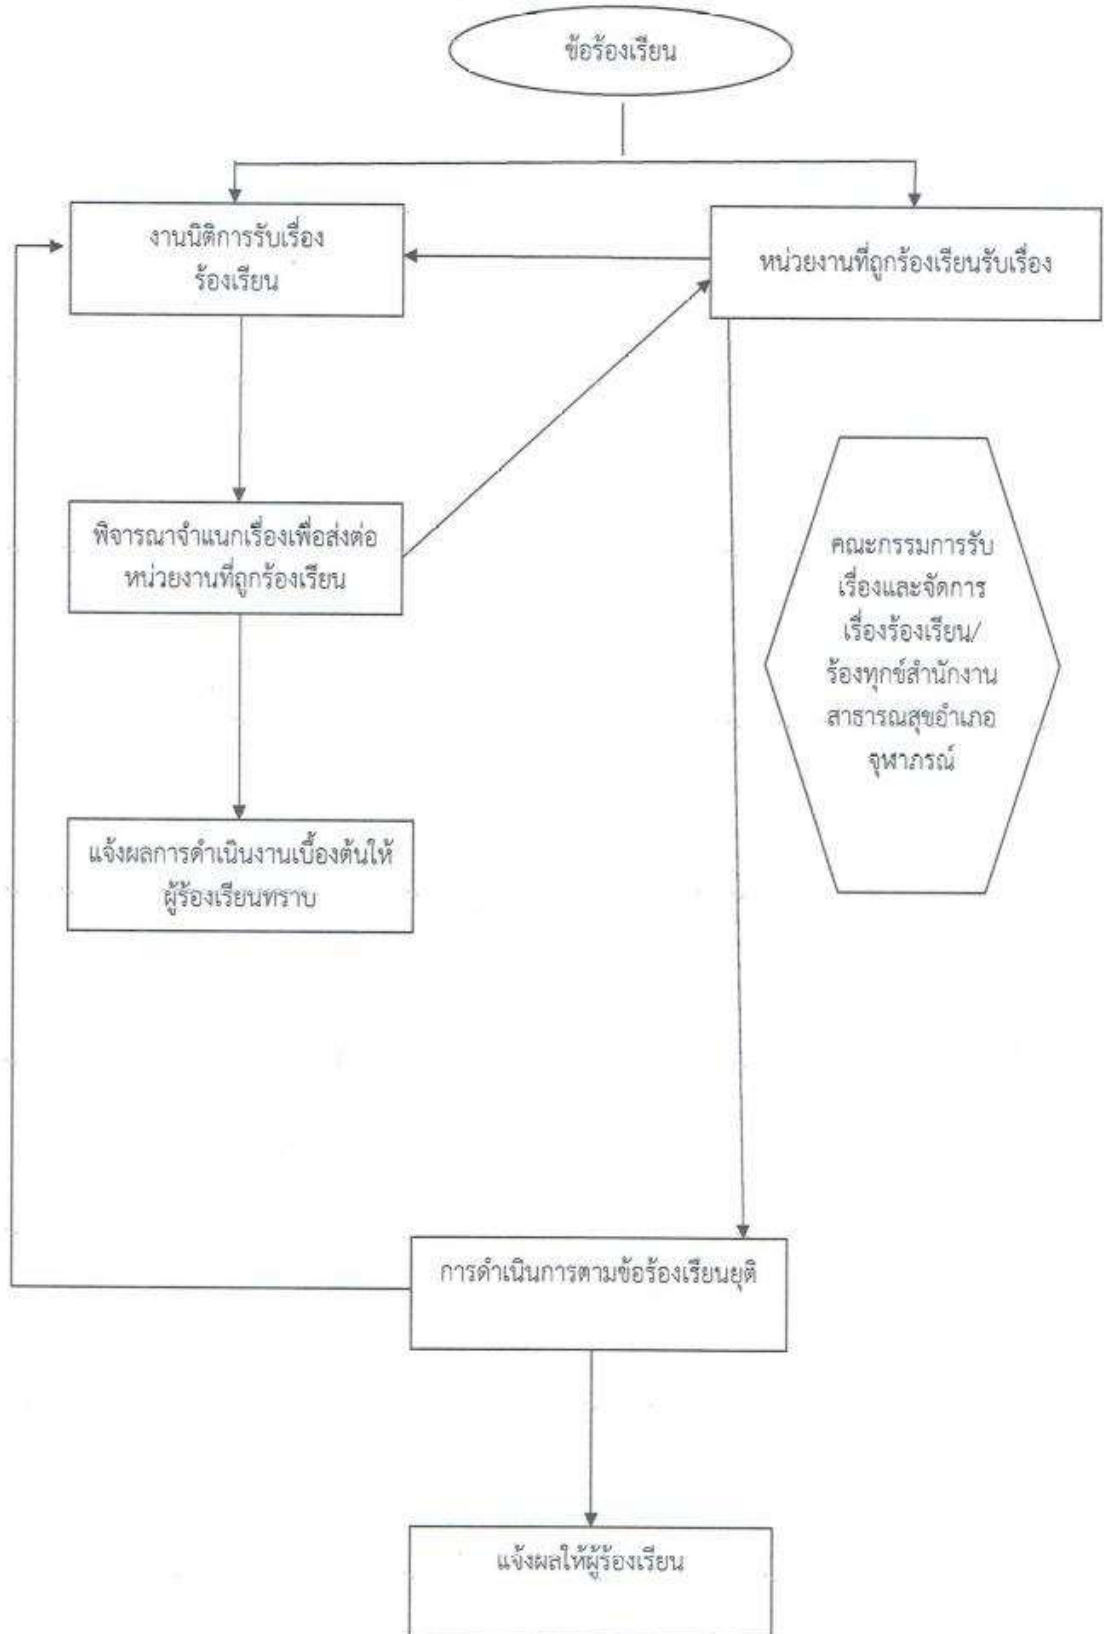 ข้อร้องเรียน
งานนิติการรับเรื่อง
ร้องเรียน
หน่วยงานที่ถูกร้องเรียนรับเรื่อง
พิจารณาจำแนกเรื่องเพื่อส่งต่อ
หน่วยงานที่ถูกร้องเรียน
คณะกรรมการรับ
เรื่องและจัดการ
เรื่องร้องเรียน/
ร้องทุกข์สำนักงาน
สาธารณสุขอำเภอ
จุฬาภรณ์
แจ้งผลการดำเนินงานเบื้องต้นให้
ผู้ร้องเรียนทราบ
การดำเนินการตามข้อร้องเรียนยุติ
แจ้งผลให้ผู้ร้องเรียน